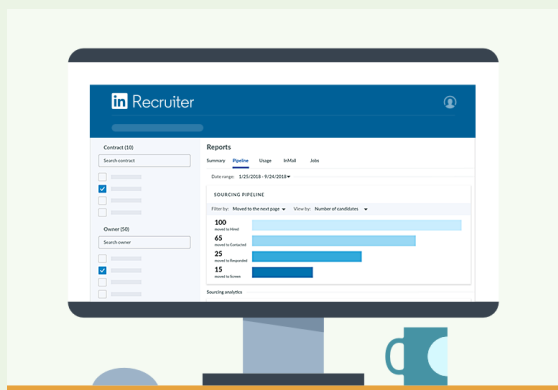 in Recruiter
Contract (10)
Search contract
Owner (50)
Search owner
Reports
Summary Pipeline Usage InMail Jobs
Date range: 1/25/2018 - 9/24/2018
SOURCING PIPELINE
Filter by: Moved to the next page View by: Number of candidates
100
moved to Hired
65
moved to Contacted
25
moved to Responded
15
moved to Screen
Sourcing analytics